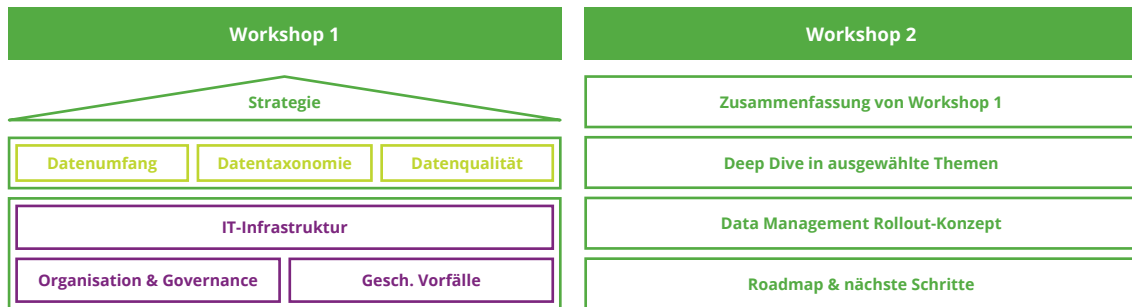 Workshop 1
Strategie
Datenumfang
Datentaxonomie
Datenqualität
IT-Infrastruktur
Organisation & Governance
Gesch. Vorfälle
Workshop 2
Zusammenfassung von Workshop 1
Deep Dive in ausgewählte Themen
Data Management Rollout-Konzept
Roadmap & nächste Schritte